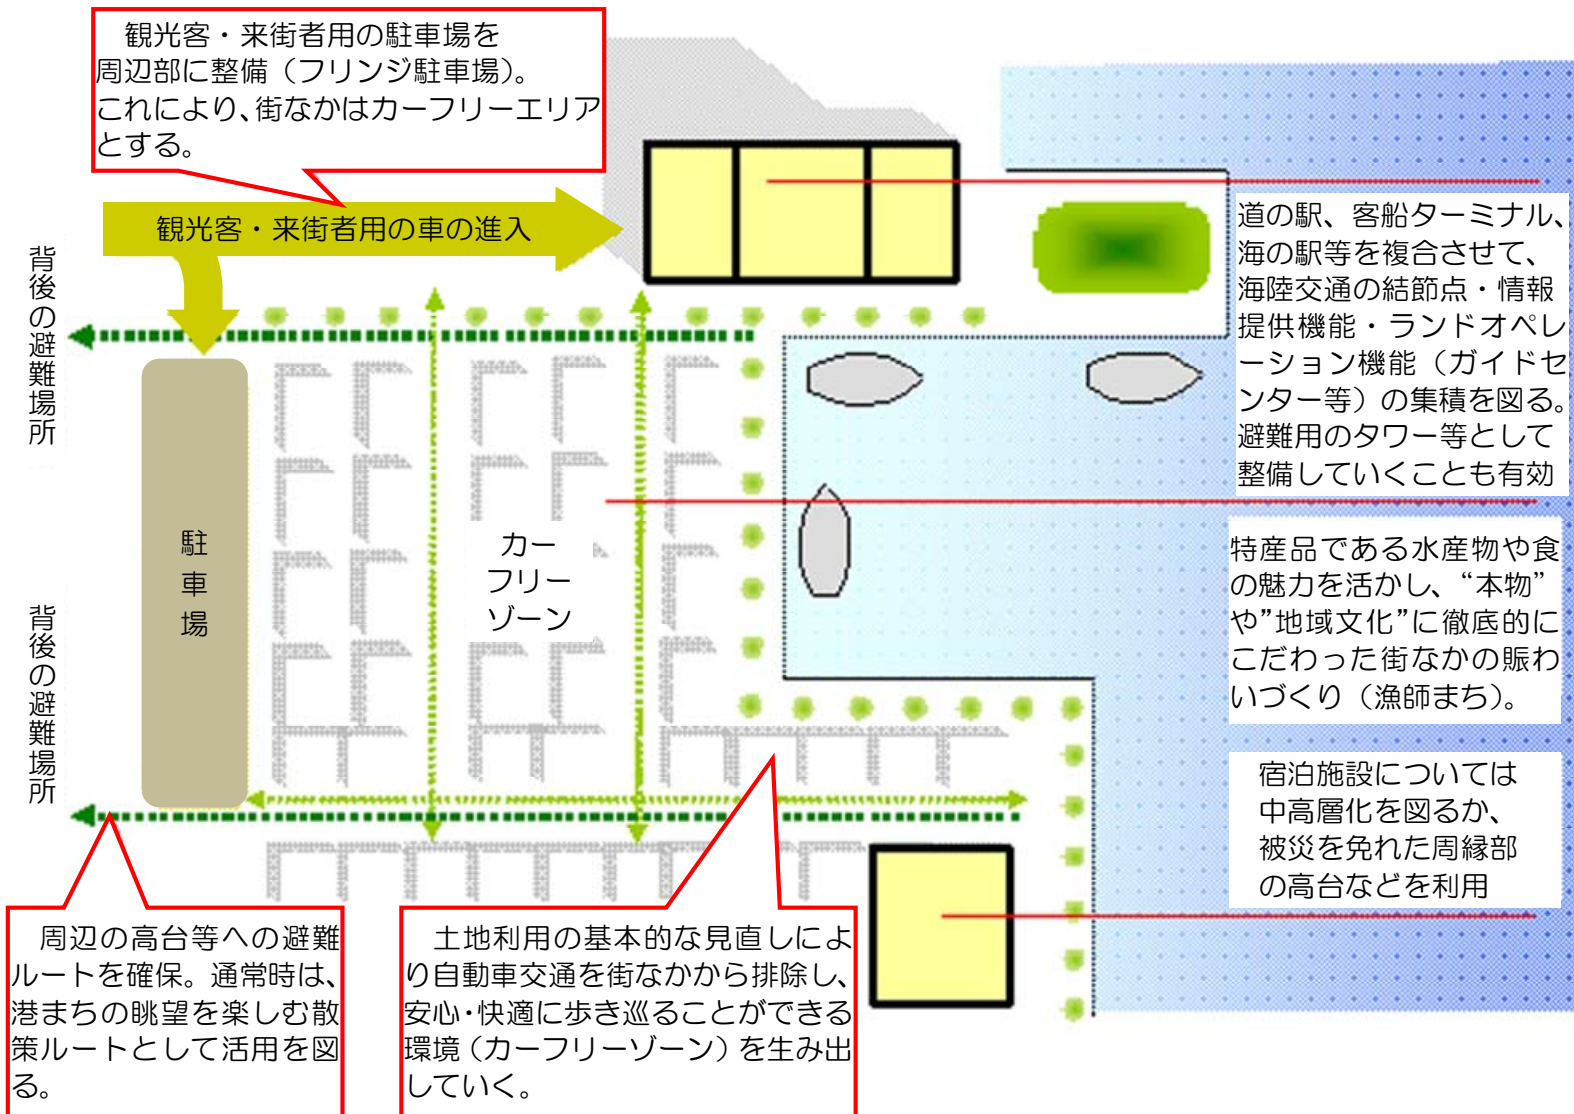 観光客・来街者用の駐車場を
周辺部に整備（フリンジ駐車場）。
これにより、街なかはカーフリーエリア
とする。
観光客・来街者用の車の進入
背後の避難場所
道の駅、客船ターミナル、
海の駅等を複合させて、
海陸交通の結節点・情報
提供機能・ランドオペレ
ーション機能（ガイドセ
ンター等）の集積を図る。
避難用のタワー等として
整備していくことも有効
駐車場
カー
フリー
ゾーン
特産品である水産物や食
の魅力を活かし、“本物”
や”地域文化”に徹底的に
こだわった街なかの賑わ
いづくり（漁師まち）。
背後の避難場所
宿泊施設については
中高層化を図るか、
被災を免れた周縁部
の高台などを利用
周辺の高台等への避難
ルートを確保。通常時は、
港まちの眺望を楽しむ散
策ルートとして活用を図
る。
土地利用の基本的な見直しによ
り自動車交通を街なかから排除し、
安心・快適に歩き巡ることができる
環境（カーフリーゾーン）を生み出
していく。